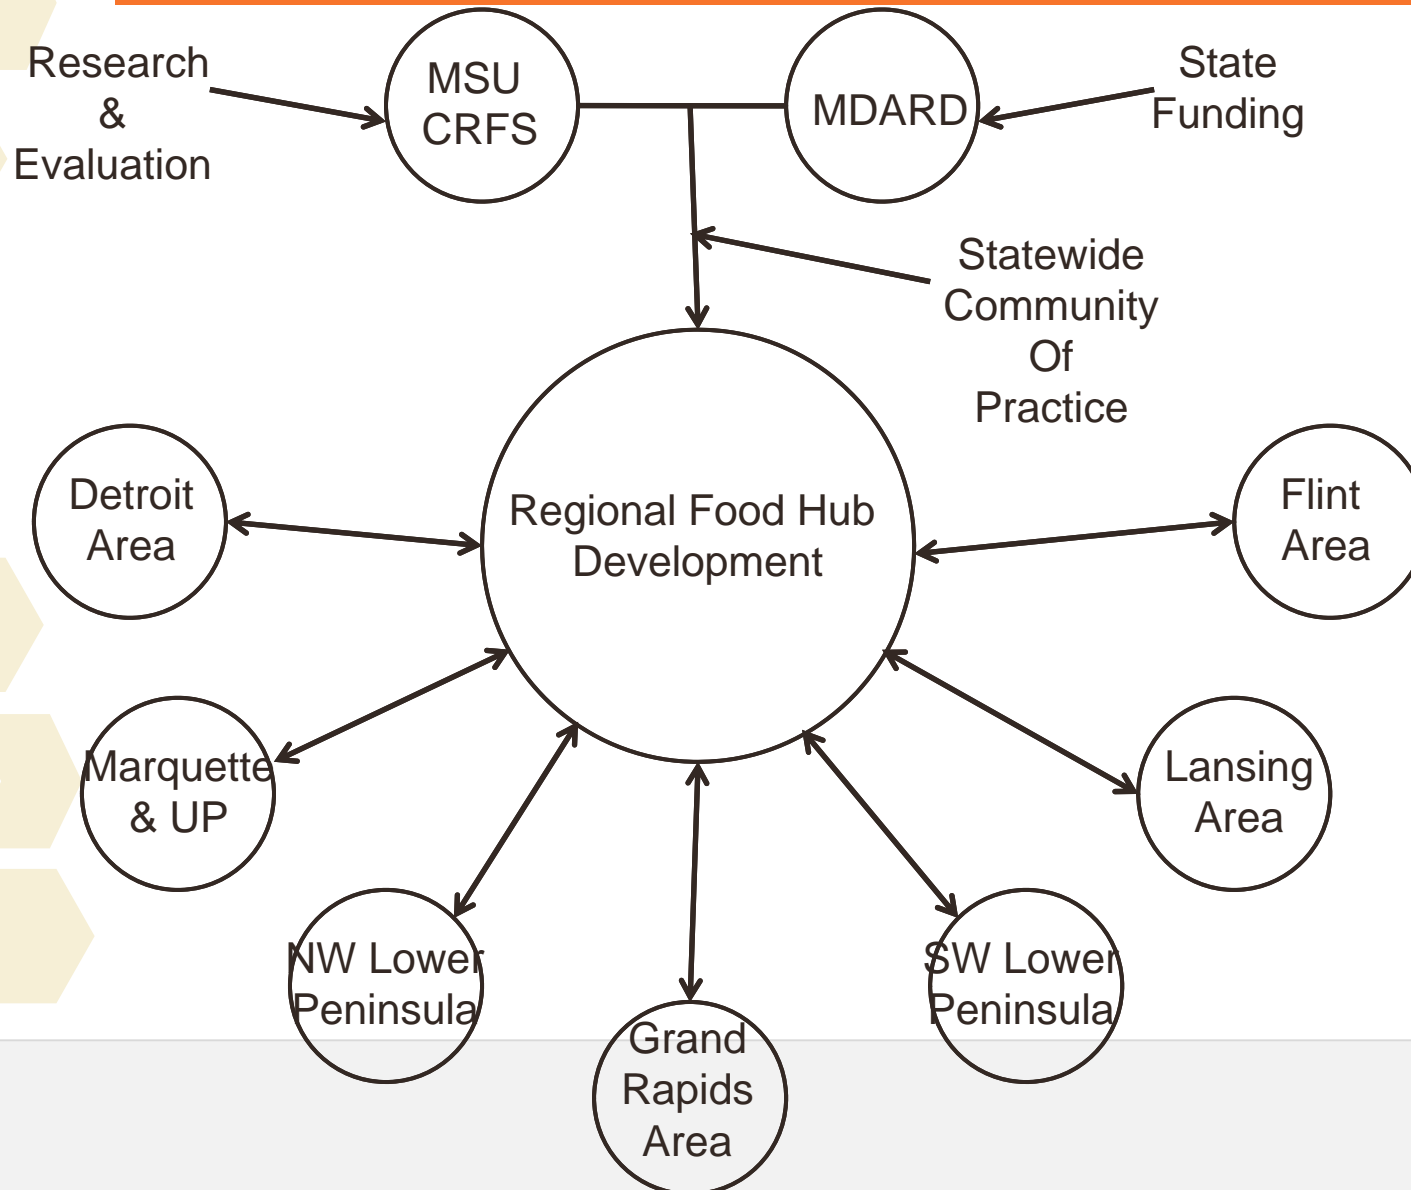 Research
&
Evaluation
MSU
CRFS
MDARD
State
Funding
Statewide
Community
Of
Practice
Regional Food Hub
Development
Detroit
Area
Flint
Area
Marquette
& UP
Lansing
Area
NW Lower
Peninsula
SW Lower
Peninsula
Grand
Rapids
Area